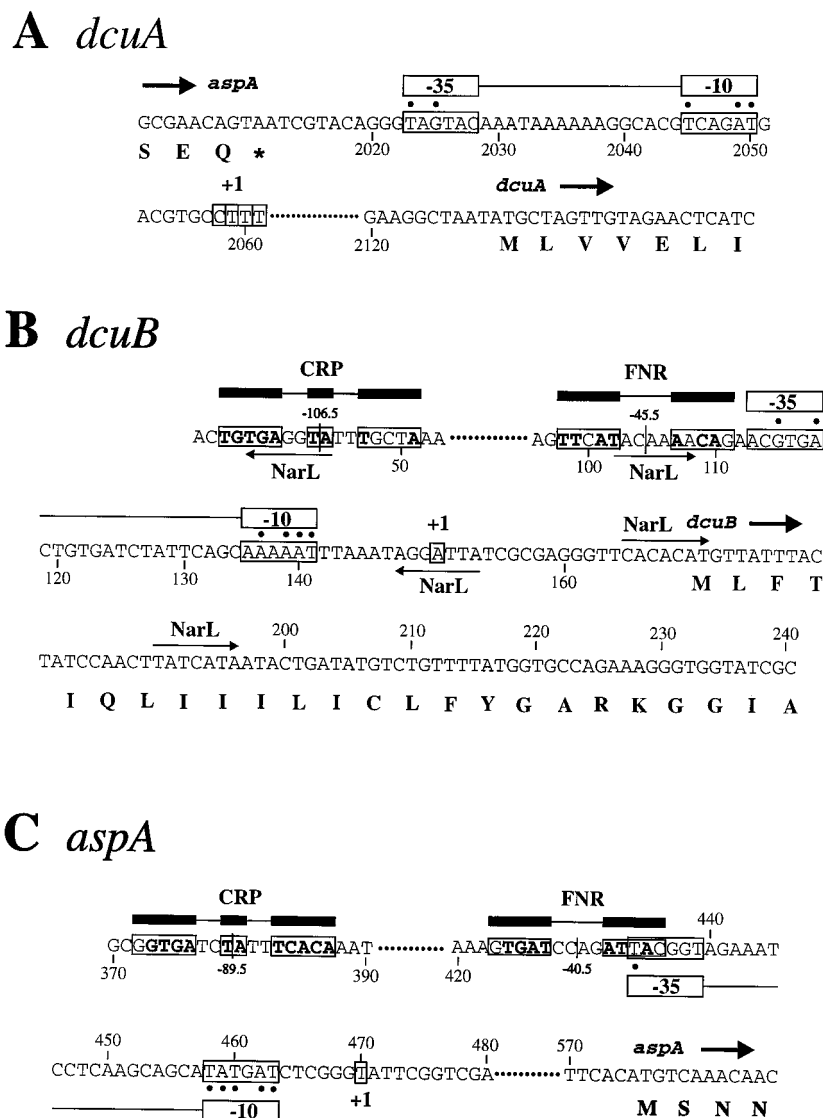 A dcuA
aspA -35 -10
GCGAACAGTAATCGTACAGGGTAGTACAAATAAAAAAGGCACGTCAGATG
S E Q * 2020 2030 2040 2050
+1 dcuA
ACGTGCCTTT GAAGGCTAATATGCTAGTTGTAGAACTCATC
2060 2120 M L V V E L I
B dcuB
CRP FNR
-106.5 -45.5 -35
ACTGTGAGGTATTTGCTAAA AGTTCATACAAAACAGAACGTGA
NarL 50 100 NarL 110
-10 +1 NarL dcuB
CTGTGATCTATTCAGCAAAAATTTAAATAGGATTATCGCGAGGGTTCACACATGTTATTTAC
120 130 140 NarL 160 M L F T
NarL 200 210 220 230 240
TATCCAACTTATCATAATACTGATATGTCTGTTTTATGGTGCCAGAAAGGGTGGTATCGC
I Q L I I I L I C L F Y G A R K G G I A
C aspA
CRP FNR 440
GCGGTGATCTATTTCACAAAT AAAGTGATCCAGATTACGGTAGAAAT
370 -89.5 390 420 -40.5
-35
450 460 470 480 570 aspA
CCTCAAGCAGCATATGATCTCGGGTATTCGGTCGA TTCACATGTCAAACAAC
-10 +1 M S N N